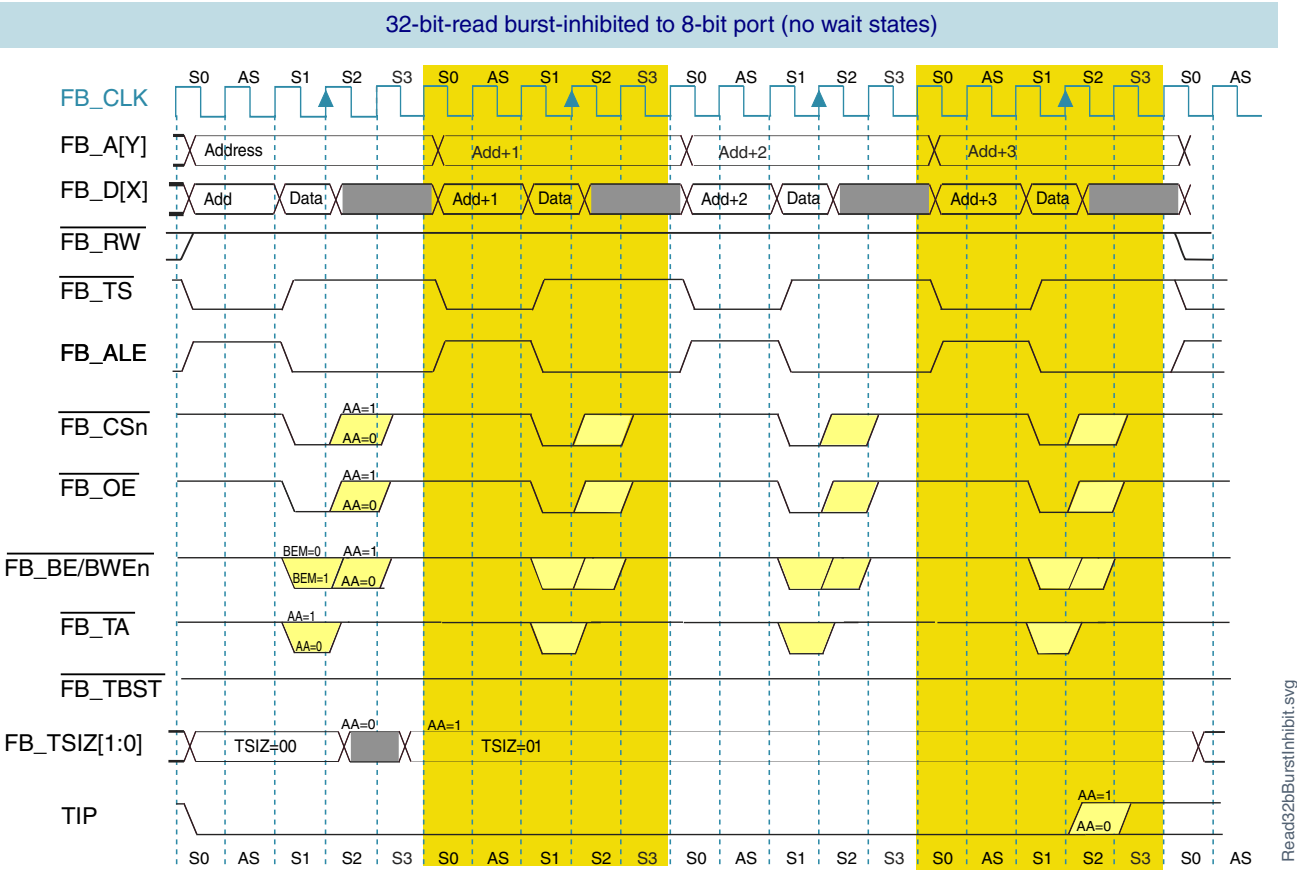 32-bit-read burst-inhibited to 8-bit port (no wait states)
S0 AS S1 S2 S3 S0 AS S1 S2 S3 S0 AS S1 S2 S3 S0 AS S1 S2 S3 S0 AS
FB_CLK
FB_A[Y] Address Add+1 Add+2 Add+3
FB_D[X] Add Data Add+1 Data Add+2 Data Add+3 Data
FB_RW
FB_TS
FB_ALE
AA=1
FB_CSn AA=0
AA=1
FB_OE AA=0
BEM=0 AA=1
FB_BE/BWEn BEM=1 AA=0
AA=1
FB_TA AA=0
FB_TBST
AA=0 AA=1
FB_TSIZ[1:0] TSIZ=00 TSIZ=01
AA=1
TIP AA=0
S0 AS S1 S2 S3 S0 AS S1 S2 S3 S0 AS S1 S2 S3 S0 AS S1 S2 S3 S0 AS
Read32bBurstInhibit.svg